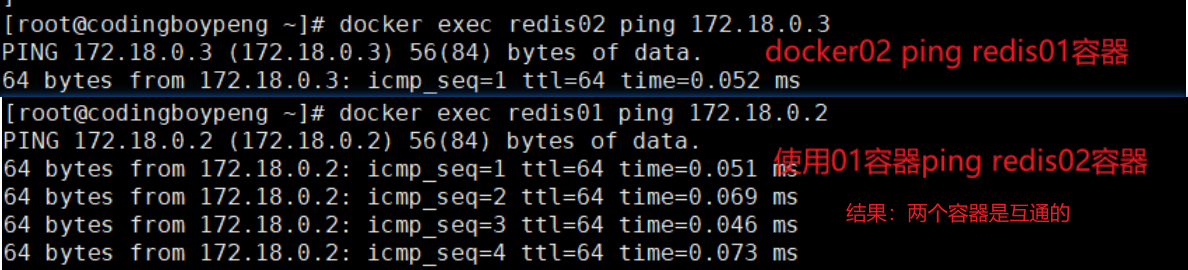 ]
[root@codingboypeng ~]# docker exec redis02 ping 172.18.0.3
PING 172.18.0.3 (172.18.0.3) 56(84) bytes of data.
docker02 ping redis01容器
64 bytes from 172.18.0.3: icmp_seq=1 ttl=64 time=0.052 ms
[root@codingboypeng ~]# docker exec redis01 ping 172.18.0.2
PING 172.18.0.2 (172.18.0.2) 56(84) bytes of data.
64 bytes from 172.18.0.2: icmp_seq=1 ttl=64 time=0.051 ms
使用01容器ping redis02容器
64 bytes from 172.18.0.2: icmp_seq=2 ttl=64 time=0.069 ms
结果：两个容器是互通的
64 bytes from 172.18.0.2: icmp_seq=3 ttl=64 time=0.046 ms
64 bytes from 172.18.0.2: icmp_seq=4 ttl=64 time=0.073 ms